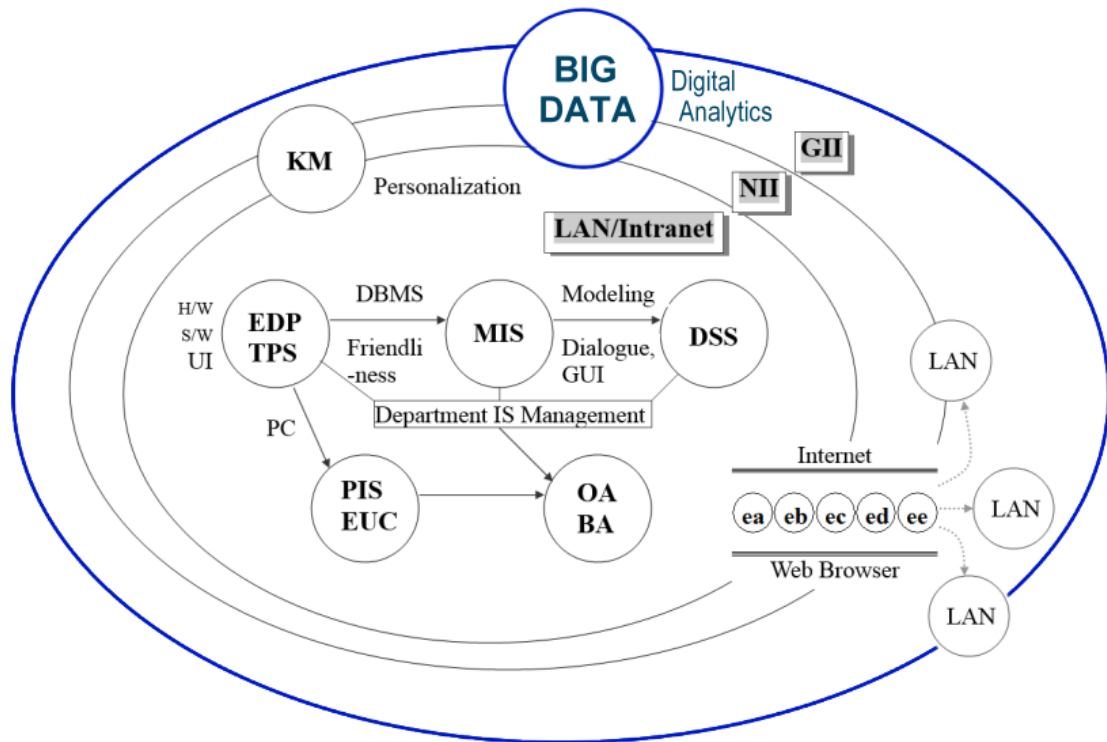 BIG
DATA
Digital
Analytics
KM
Personalization
GII
NII
LAN/Intranet
H/W
S/W
UI
EDP
TPS
DBMS
Friendli
-ness
MIS
Modeling
Dialogue,
GUI
DSS
LAN
Department IS Management
PC
PIS
EUC
OA
BA
Internet
ea eb ec ed ee
Web Browser
LAN
LAN